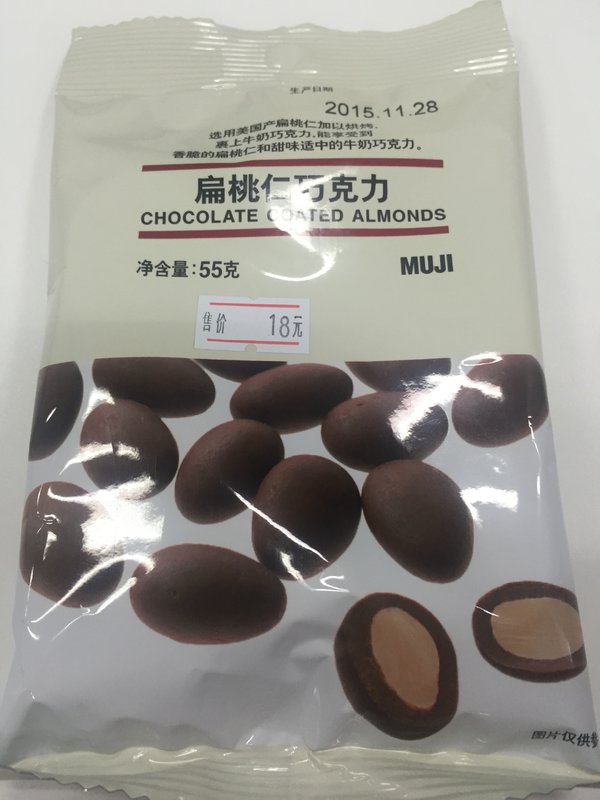 生产日期
2015.11.28
选用美国产扁桃仁加以烘烤,
裹上牛奶巧克力,能享受到
香脆的扁桃仁和甜味适中的牛奶巧克力。
扁桃仁巧克力
CHOCOLATE COATED ALMONDS
净含量:55克
MUJI
售价 18元
图片仅供参